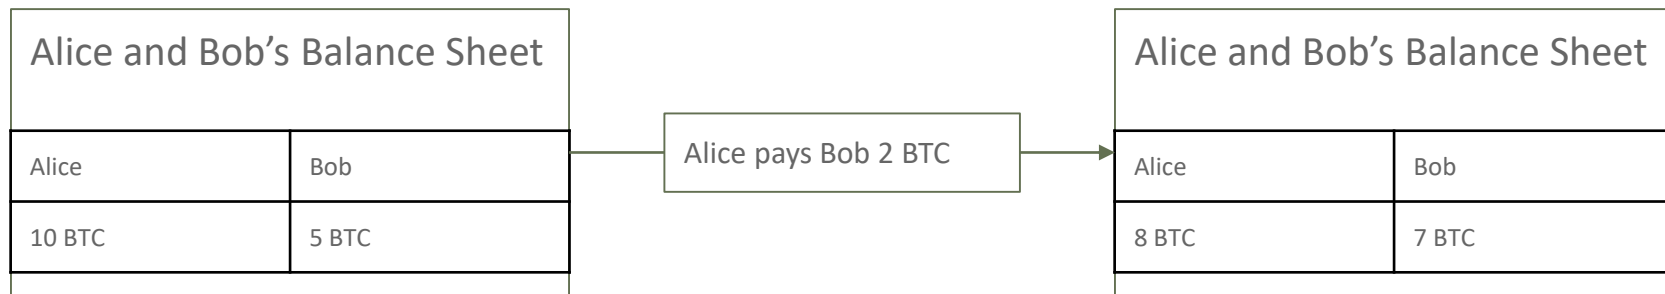 Alice and Bob’s Balance Sheet
Alice Bob
10 BTC 5 BTC
Alice pays Bob 2 BTC
Alice and Bob’s Balance Sheet
Alice Bob
8 BTC 7 BTC